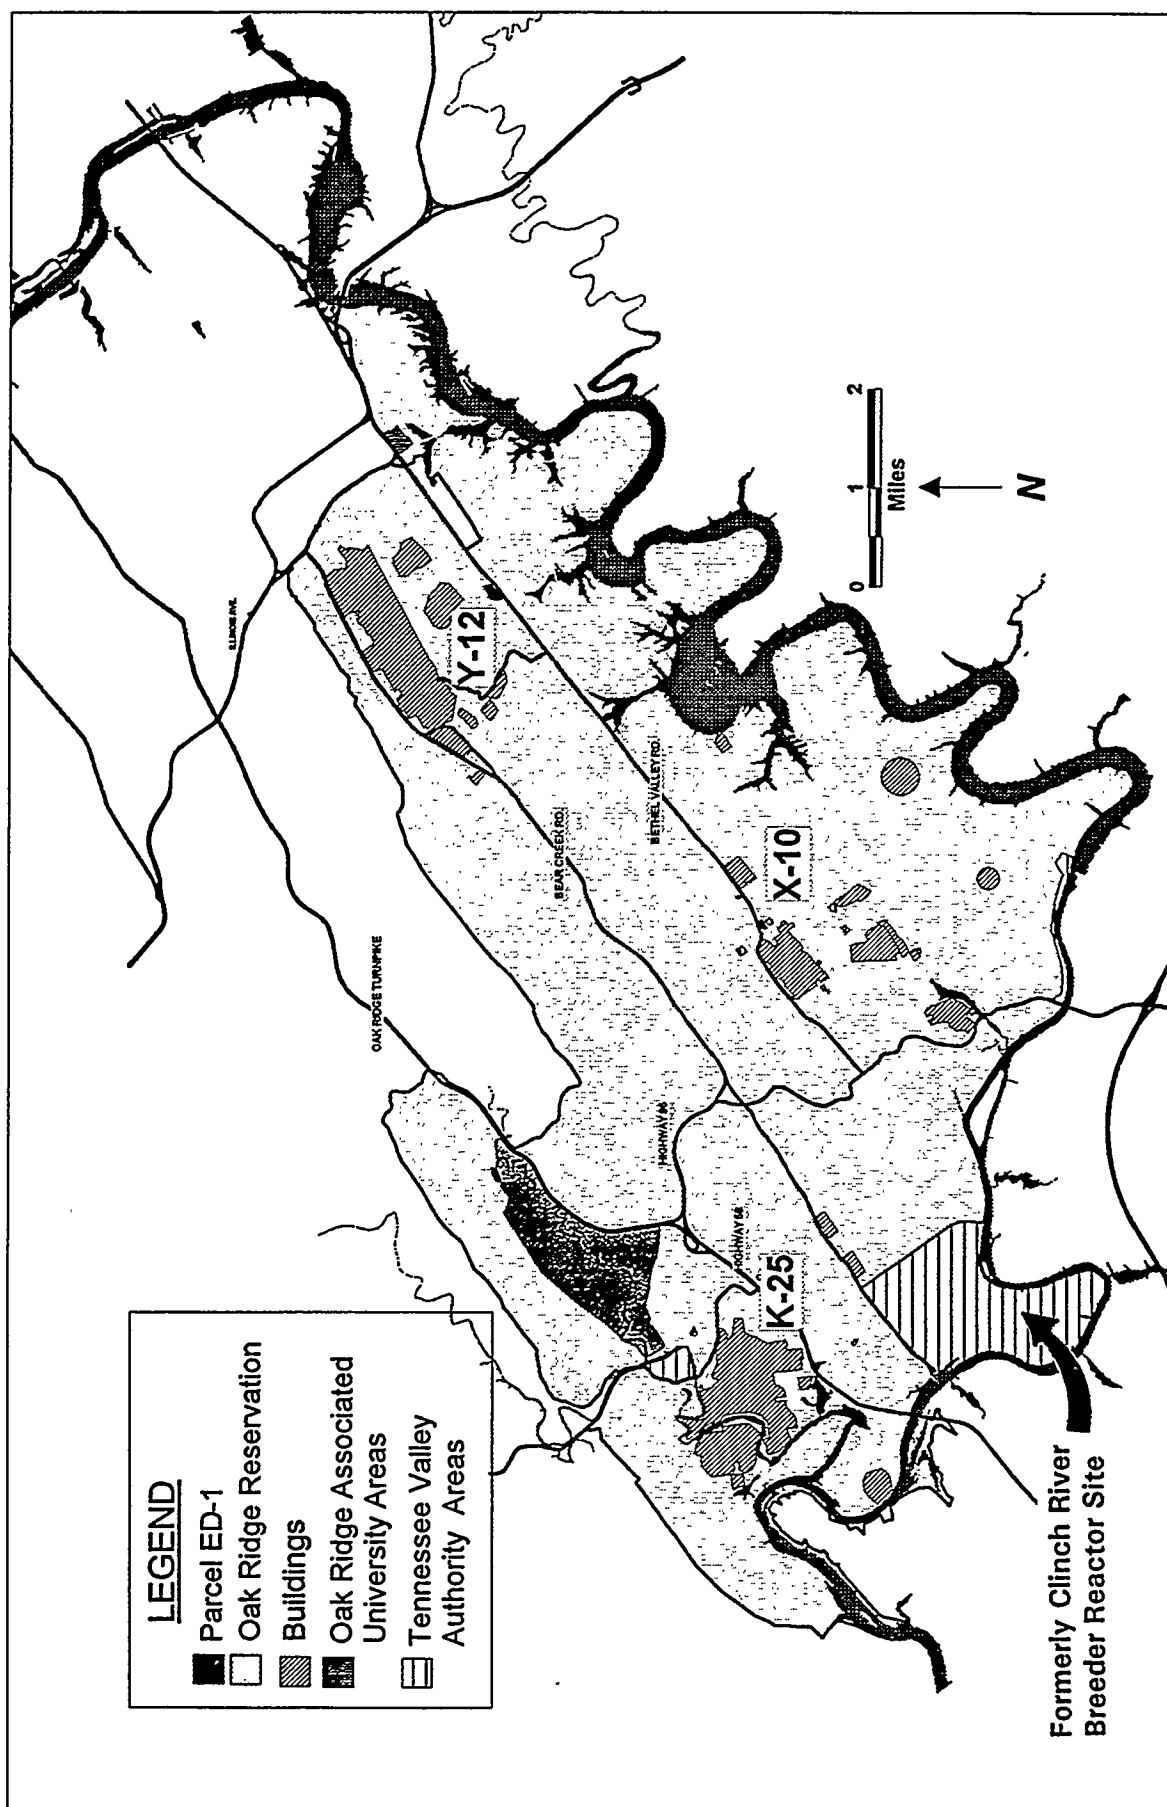 LEGEND
Parcel ED-1
Oak Ridge Reservation
Buildings
Oak Ridge Associated
University Areas
Tennessee Valley
Authority Areas
ILLINOIS AVE.
OAK RIDGE TURNPIKE
Y-12
BEAR CREEK RD.
BETHEL VALLEY RD.
HIGHWAY 95
HIGHWAY 58
X-10
K-25
0 1 2
Miles
N
Formerly Clinch River
Breeder Reactor Site